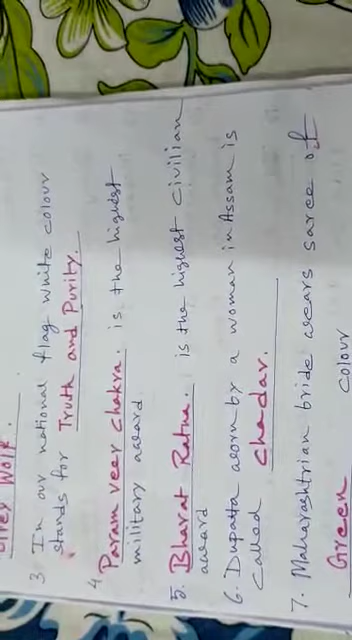 Grey Wolf.
3 In our national flag white colour
stands for Truth and Purity
4 Param veer chakra. is the highest
military award.
5. Bharat Ratna. is the highest civilian
award
6. Dupatta worn by a woman in Assam is
called chadar.
7. Maharashtrian bride wears saree of
Green colour